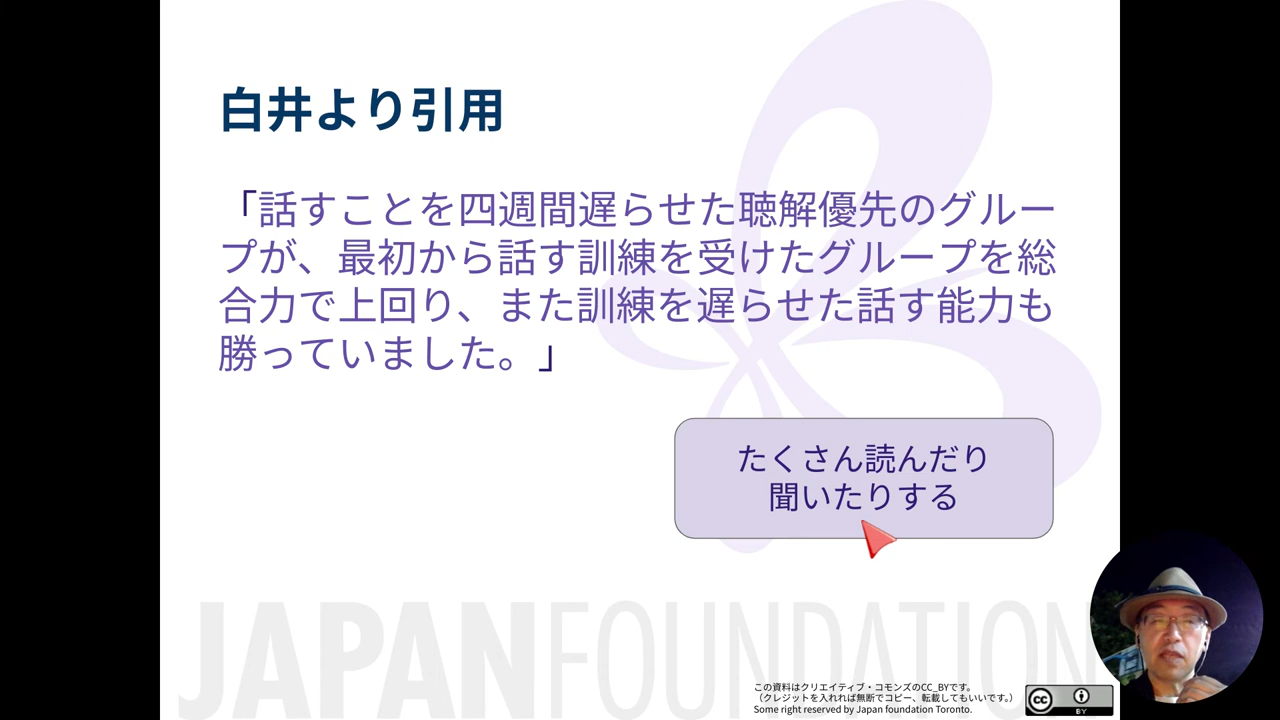 白井より引用
「話すことを四週間遅らせた聴解優先のグルー
プが、最初から話す訓練を受けたグループを総
合力で上回り、また訓練を遅らせた話す能力も
勝っていました。」
たくさん読んだり
聞いたりする
JAPANFOUNDATION
この資料はクリエイティブ・コモンズのCC_BYです。
（クレジットを入れれば無断でコピー、転載してもいいです。）
Some right reserved by Japan foundation Toronto.
cc
BY